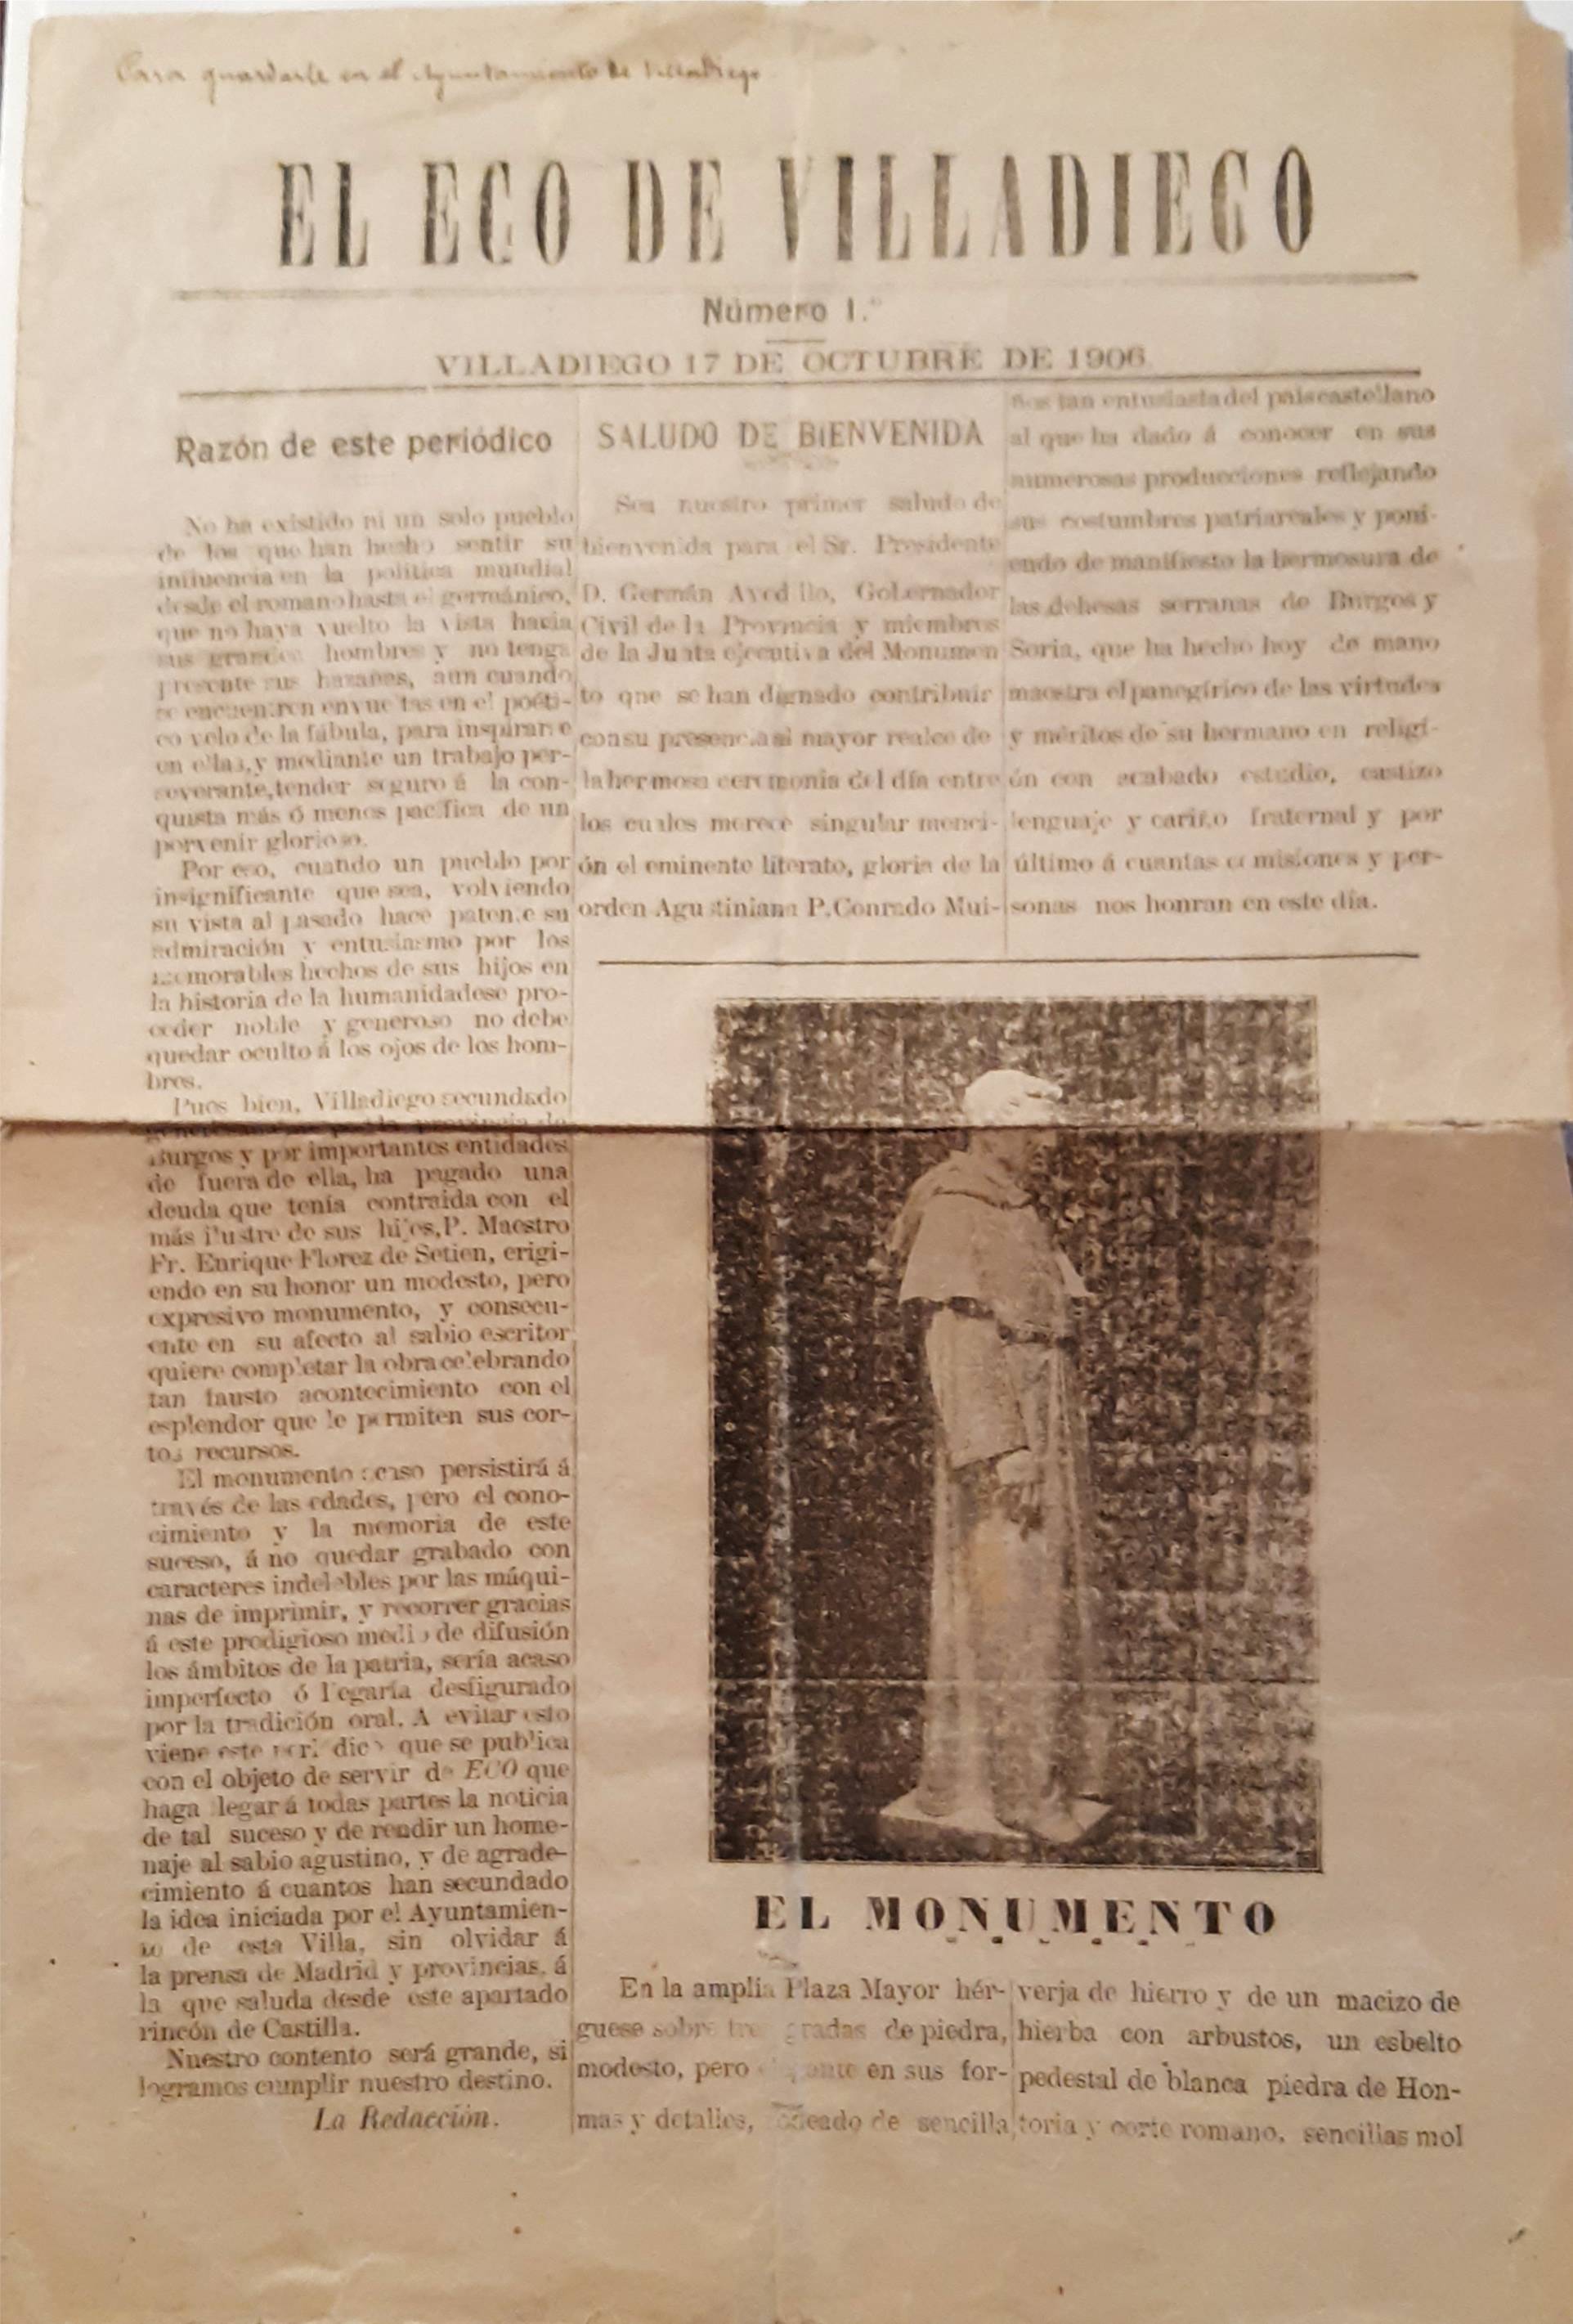 Para guardarle en el Ayuntamiento de Villadiego
EL ECO DE VILLADIEGO
Número 1.º
VILLADIEGO 17 DE OCTUBRE DE 1906
Razón de este periódico
No ha existido ni un solo pueblo
de los que han hecho sentir su
influencia en la política mundial
desde el romano hasta el germánico,
que no haya vuelto la vista hacia
sus grandes hombres y no tenga
presente sus hazañas, aun cuando
se encuentren envueltas en el poéti-
co velo de la fábula, para inspirarse
en ellas, y mediante un trabajo per-
severante, tender seguro á la con-
quista más ó menos pacífica de un
porvenir glorioso.
Por eso, cuando un pueblo por
insignificante que sea, volviendo
su vista al pasado hace patente su
admiración y entusiasmo por los
memorables hechos de sus hijos en
la historia de la humanidad ese pro-
ceder noble y generoso no debe
quedar oculto á los ojos de los hom-
bres.
Pues bien, Villadiego secundado
Burgos y por importantes entidades
de fuera de ella, ha pagado una
deuda que tenía contraida con el
más ilustre de sus hijos, P. Maestro
Fr. Enrique Florez de Setien, erigi-
endo en su honor un modesto, pero
expresivo monumento, y consecu-
ente en su afecto al sabio escritor
quiere completar la obra celebrando
tan fausto acontecimiento con el
esplendor que le permiten sus cor-
tos recursos.
El monumento acaso persistirá á
través de las edades, pero el cono-
cimiento y la memoria de este
suceso, á no quedar grabado con
caracteres indelebles por las máqui-
nas de imprimir, y recorrer gracias
á este prodigioso medio de difusión
los ámbitos de la patria, sería acaso
imperfecto ó llegaría desfigurado
por la tradición oral. A evitar esto
viene este periódico que se publica
con el objeto de servir de ECO que
haga llegar á todas partes la noticia
de tal suceso y de rendir un home-
naje al sabio agustino, y de agrade-
cimiento á cuantos han secundado
la idea iniciada por el Ayuntamien-
to de esta Villa, sin olvidar á
la prensa de Madrid y provincias, á
la que saluda desde este apartado
rincón de Castilla.
Nuestro contento será grande, si
logramos cumplir nuestro destino.
La Redacción.
SALUDO DE BIENVENIDA
Sea nuestro primer saludo de
bienvenida para el Sr. Presidente
D. Germán Avedillo, Gobernador
Civil de la Provincia y miembros
de la Junta ejecutiva del Monumen
to que se han dignado contribuir
con su presencia al mayor realce de
la hermosa ceremonia del día entre
los cuales merece singular menci-
ón el eminente literato, gloria de la
orden Agustiniana P. Conrado Mui-
ños tan entusiasta del pais castellano
al que ha dado á conocer en sus
numerosas producciones reflejando
sus costumbres patriarcales y poni-
endo de manifiesto la hermosura de
las dehesas serranas de Burgos y
Soria, que ha hecho hoy de mano
maestra el panegírico de las virtudes
y méritos de su hermano en religi-
ón con acabado estudio, castizo
lenguaje y cariño fraternal y por
último á cuantas comisiones y per-
sonas nos honran en este día.
EL MONUMENTO
En la amplia Plaza Mayor hér-
guese sobre tres gradas de piedra,
modesto, pero elegante en sus for-
mas y detalles, rodeado de sencilla
verja de hierro y de un macizo de
hierba con arbustos, un esbelto
pedestal de blanca piedra de Hon-
toria y corte romano, sencillas mol